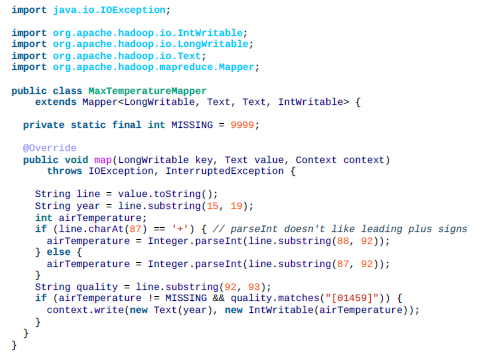 import java.io.IOException;
import org.apache.hadoop.io.IntWritable;
import org.apache.hadoop.io.LongWritable;
import org.apache.hadoop.io.Text;
import org.apache.hadoop.mapreduce.Mapper;
public class MaxTemperatureMapper
    extends Mapper<LongWritable, Text, Text, IntWritable> {
  private static final int MISSING = 9999;
  @Override
  public void map(LongWritable key, Text value, Context context)
      throws IOException, InterruptedException {
    String line = value.toString();
    String year = line.substring(15, 19);
    int airTemperature;
    if (line.charAt(87) == '+') { // parseInt doesn't like leading plus signs
      airTemperature = Integer.parseInt(line.substring(88, 92));
    } else {
      airTemperature = Integer.parseInt(line.substring(87, 92));
    }
    String quality = line.substring(92, 93);
    if (airTemperature != MISSING && quality.matches("[01459]")) {
      context.write(new Text(year), new IntWritable(airTemperature));
    }
  }
}